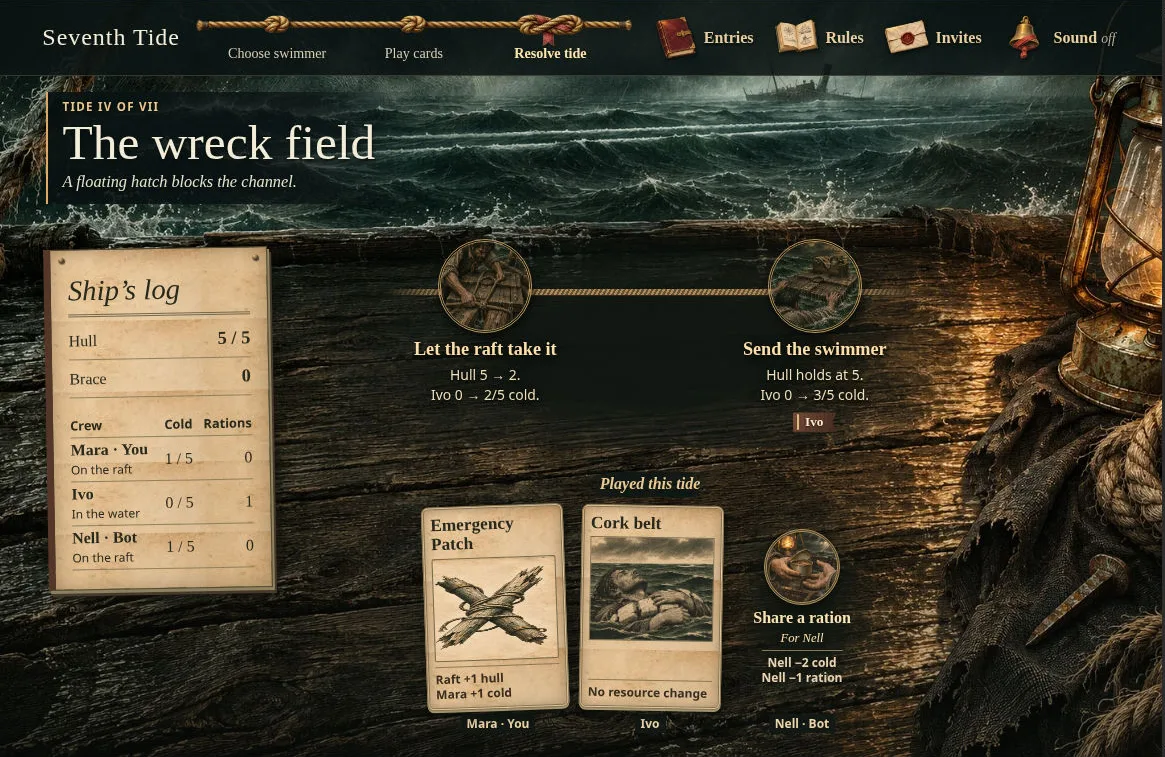 Seventh Tide
Choose swimmer
Play cards
Resolve tide
Entries
Rules
Invites
Sound off
TIDE IV OF VII
The wreck field
A floating hatch blocks the channel.
Ship's log
Hull 5 / 5
Brace 0
Crew Cold Rations
Mara · You 1 / 5 0
On the raft
Ivo 0 / 5 1
In the water
Nell · Bot 1 / 5 0
On the raft
Let the raft take it
Hull 5 → 2.
Ivo 0 → 2/5 cold.
Send the swimmer
Hull holds at 5.
Ivo 0 → 3/5 cold.
Ivo
Played this tide
Emergency
Patch
Raft +1 hull
Mara +1 cold
Mara · You
Cork belt
No resource change
Ivo
Share a ration
For Nell
Nell −2 cold
Nell −1 ration
Nell · Bot